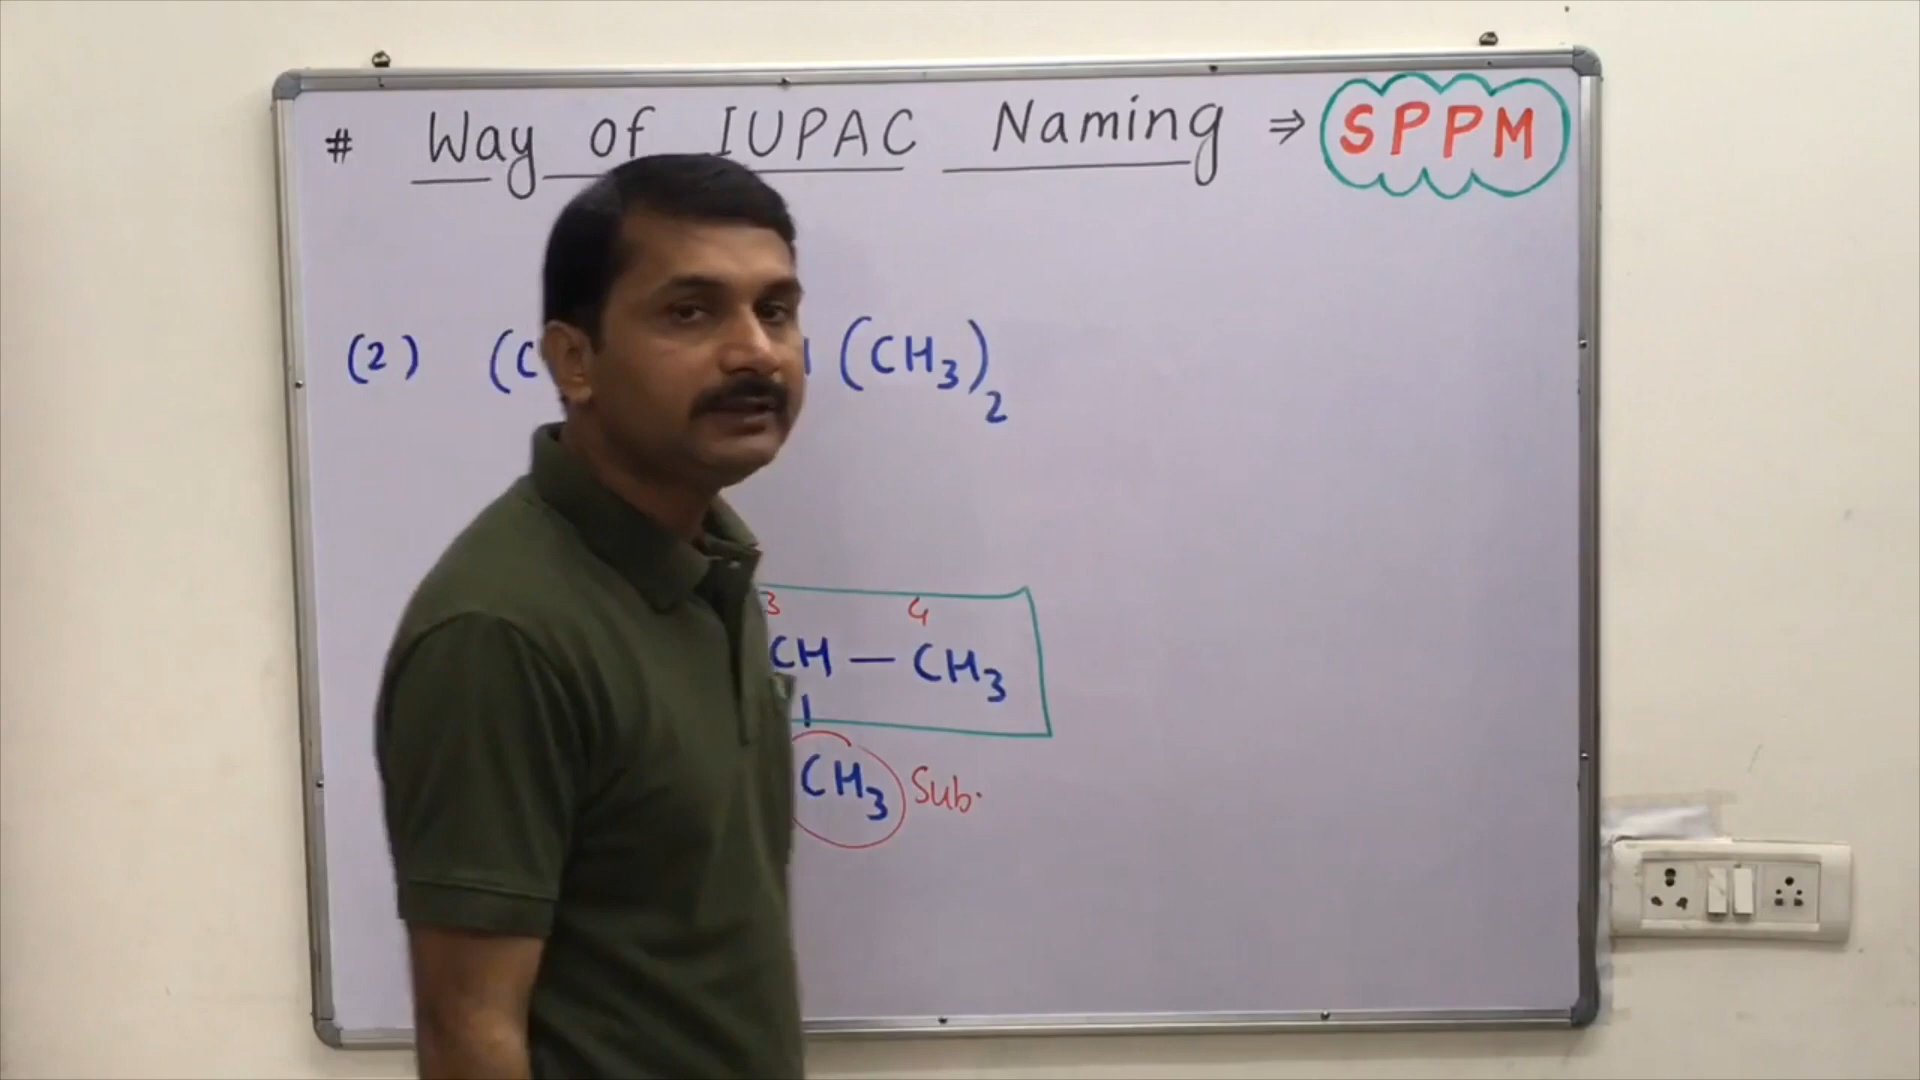 # Way of IUPAC Naming ⇒ SPPM
(2) (C (CH3)2
3 4
CH — CH3
CH3 Sub.